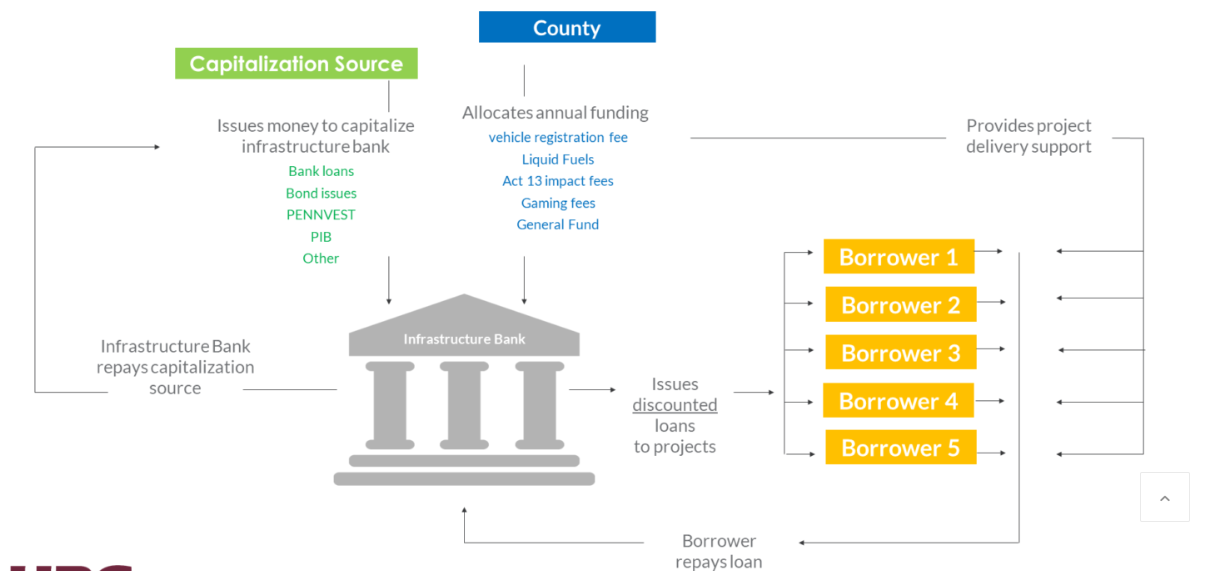 County
Capitalization Source
Issues money to capitalize
infrastructure bank
Bank loans
Bond issues
PENNVEST
PIB
Other
Allocates annual funding
vehicle registration fee
Liquid Fuels
Act 13 impact fees
Gaming fees
General Fund
Provides project
delivery support
Infrastructure Bank
Infrastructure Bank
repays capitalization
source
Issues
discounted
loans
to projects
Borrower 1
Borrower 2
Borrower 3
Borrower 4
Borrower 5
Borrower
repays loan